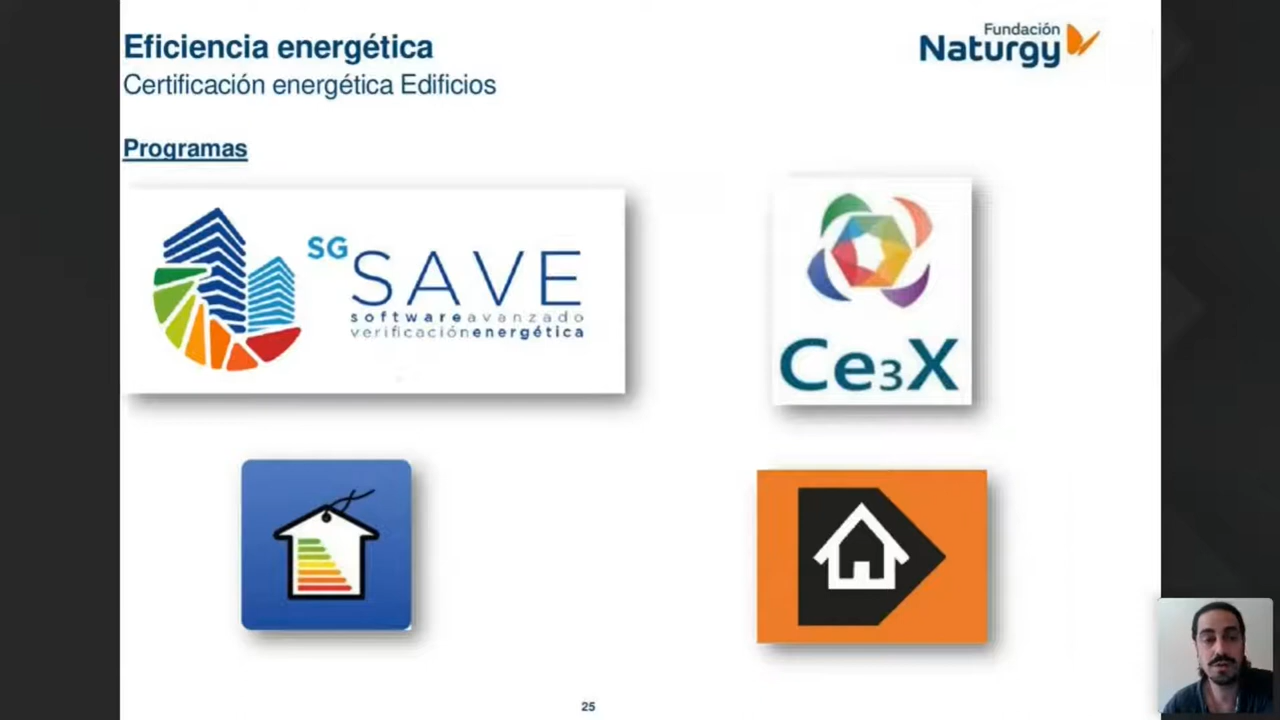 Eficiencia energética
Certificación energética Edificios
Fundación
Naturgy
Programas
SG
SAVE
softwareavanzado
verificaciónenergética
Ce3X
25